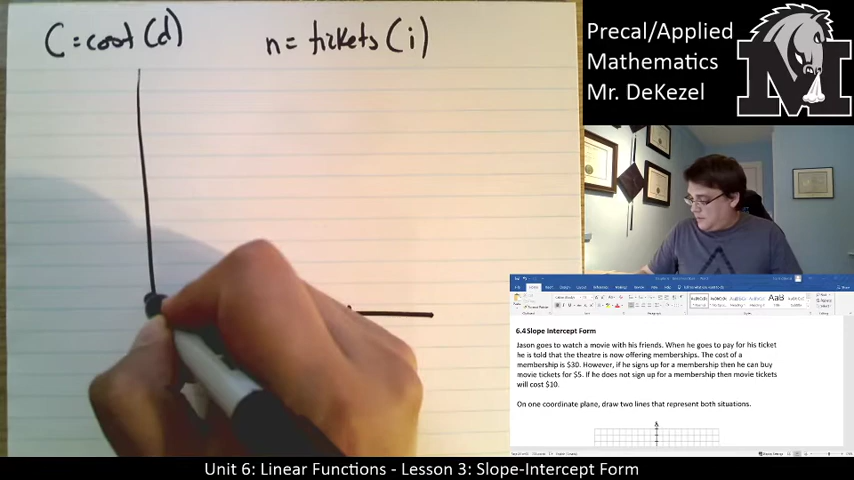 C = cost (d)
n = tickets (i)
Precal/Applied
Mathematics
Mr. DeKezel
M
6.4 Slope Intercept Form
Jason goes to watch a movie with his friends. When he goes to pay for his ticket
he is told that the theatre is now offering memberships. The cost of a
membership is $30. However, if he signs up for a membership then he can buy
movie tickets for $5. If he does not sign up for a membership then movie tickets
will cost $10.
On one coordinate plane, draw two lines that represent both situations.
Unit 6: Linear Functions - Lesson 3: Slope-Intercept Form